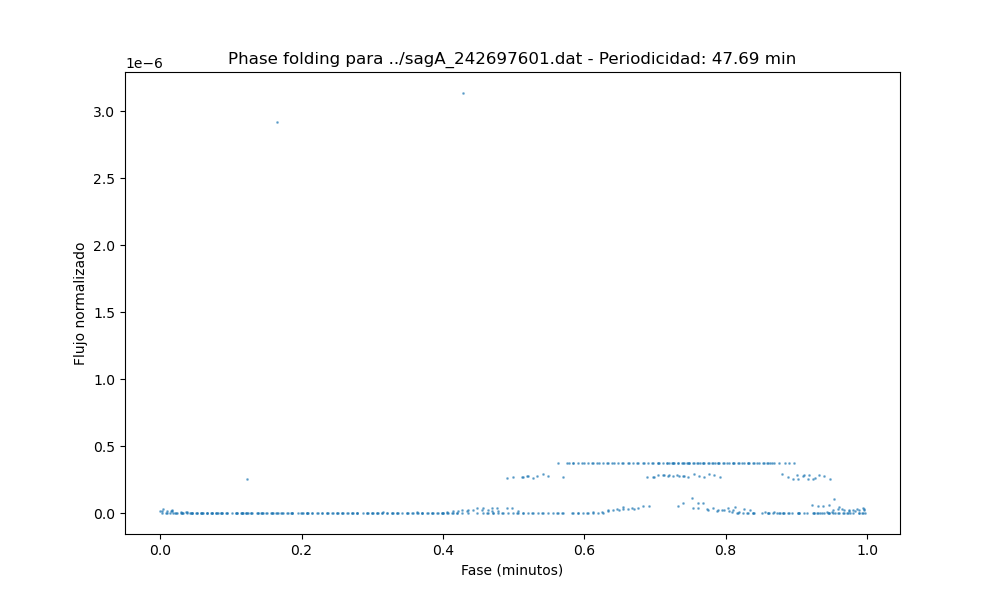 Phase folding para ../sagA_242697601.dat - Periodicidad: 47.69 min
1e−6
3.0
2.5
2.0
1.5
1.0
0.5
0.0
Flujo normalizado
0.0 0.2 0.4 0.6 0.8 1.0
Fase (minutos)